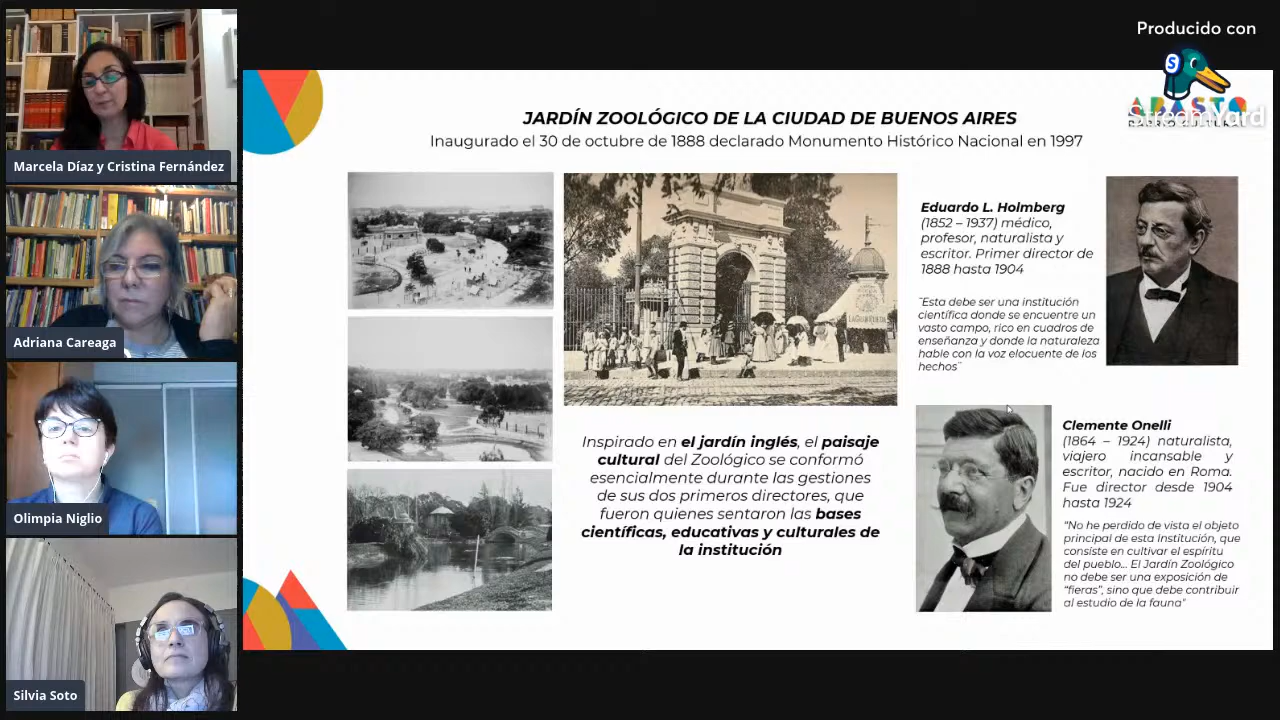 Producido con
StreamYard
ABASTO
BARRIO CULTURAL
Marcela Díaz y Cristina Fernández
Adriana Careaga
Olimpia Niglio
Silvia Soto
JARDÍN ZOOLÓGICO DE LA CIUDAD DE BUENOS AIRES
Inaugurado el 30 de octubre de 1888 declarado Monumento Histórico Nacional en 1997
Inspirado en el jardín inglés, el paisaje
cultural del Zoológico se conformó
esencialmente durante las gestiones
de sus dos primeros directores, que
fueron quienes sentaron las bases
científicas, educativas y culturales de
la institución
Eduardo L. Holmberg
(1852 – 1937) médico,
profesor, naturalista y
escritor. Primer director de
1888 hasta 1904
¨Esta debe ser una institución
científica donde se encuentre un
vasto campo, rico en cuadros de
enseñanza y donde la naturaleza
hable con la voz elocuente de los
hechos¨
Clemente Onelli
(1864 – 1924) naturalista,
viajero incansable y
escritor, nacido en Roma.
Fue director desde 1904
hasta 1924
“No he perdido de vista el objeto
principal de esta Institución, que
consiste en cultivar el espíritu
del pueblo... El Jardín Zoológico
no debe ser una exposición de
“fieras”, sino que debe contribuir
al estudio de la fauna”